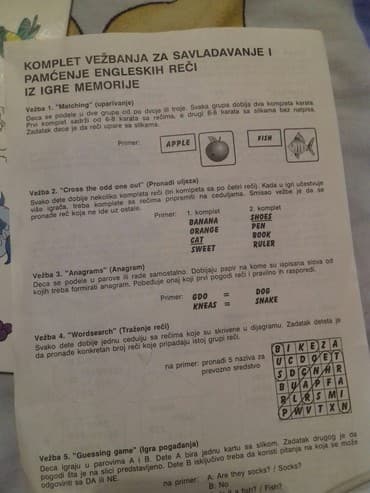 KOMPLET VEŽBANJA ZA SAVLADAVANJE I
PAMĆENJE ENGLESKIH REČI
IZ IGRE MEMORIJE
Vežba 1. "Matching" (uparivanje)
Deca se podele u dve grupe od po dvoje ili troje. Svaka grupa dobija dva kompleta karata.
Prvi komplet sadrži od 6-8 karata sa rečima, a drugi 6-8 karata sa slikama bez natpisa.
Zadatak dece je da reči upare sa slikama.
Primer:
APPLE
FISH
Vežba 2. "Cross the odd one out" (Pronađi uljeza)
Svako dete dobije nekoliko kompleta reči (in kompleta sa po četiri reči). Kada u igri učestvuje
više igrača, treba komplete sa rečima pripremiti na ceduljama. Smisao vežbe je da se
pronađe reč koja ne ide uz ostale.
Primer: 1. komplet 2. komplet
BANANA SHOES
ORANGE PEN
CAT BOOK
SWEET RULER
Vežba 3. "Anagrams" (Anagram)
Deca se podele u parove ili rade samostalno. Dobijaju papir na kome su ispisana slova od
kojih treba formirati anagram. Pobeđuje onaj koji prvi pogodi reči i pravilno ih rasporedi.
Primer: GDO = DOG
KNEAS = SNAKE
Vežba 4. "Wordsearch" (Traženje reči)
Svako dete dobije jednu cedulju sa rečima koje su skrivene u dijagramu. Zadatak deteta je
da pronađe konkretan broj reči koje pripadaju istoj grupi reči.
na primer: pronađi 5 naziva za
prevozno sredstvo
B I K E Z A
U C D O E T
S D C N H R
B U A P F A
R L R S M I
P W V T X N
Vežba 5. "Guessing game" (Igra pogađanja)
Deca igraju u parovima A i B. Dete A bira jednu kartu sa slikom. Zadatak drugog je da
pogodi šta je na slici predstavljeno. Dete B isključivo treba da koristi pitanja na koja se može
odgovoriti sa DA ili NE.
na primer: A: Are they socks? / Socks?
B: No
fish? / Fish?